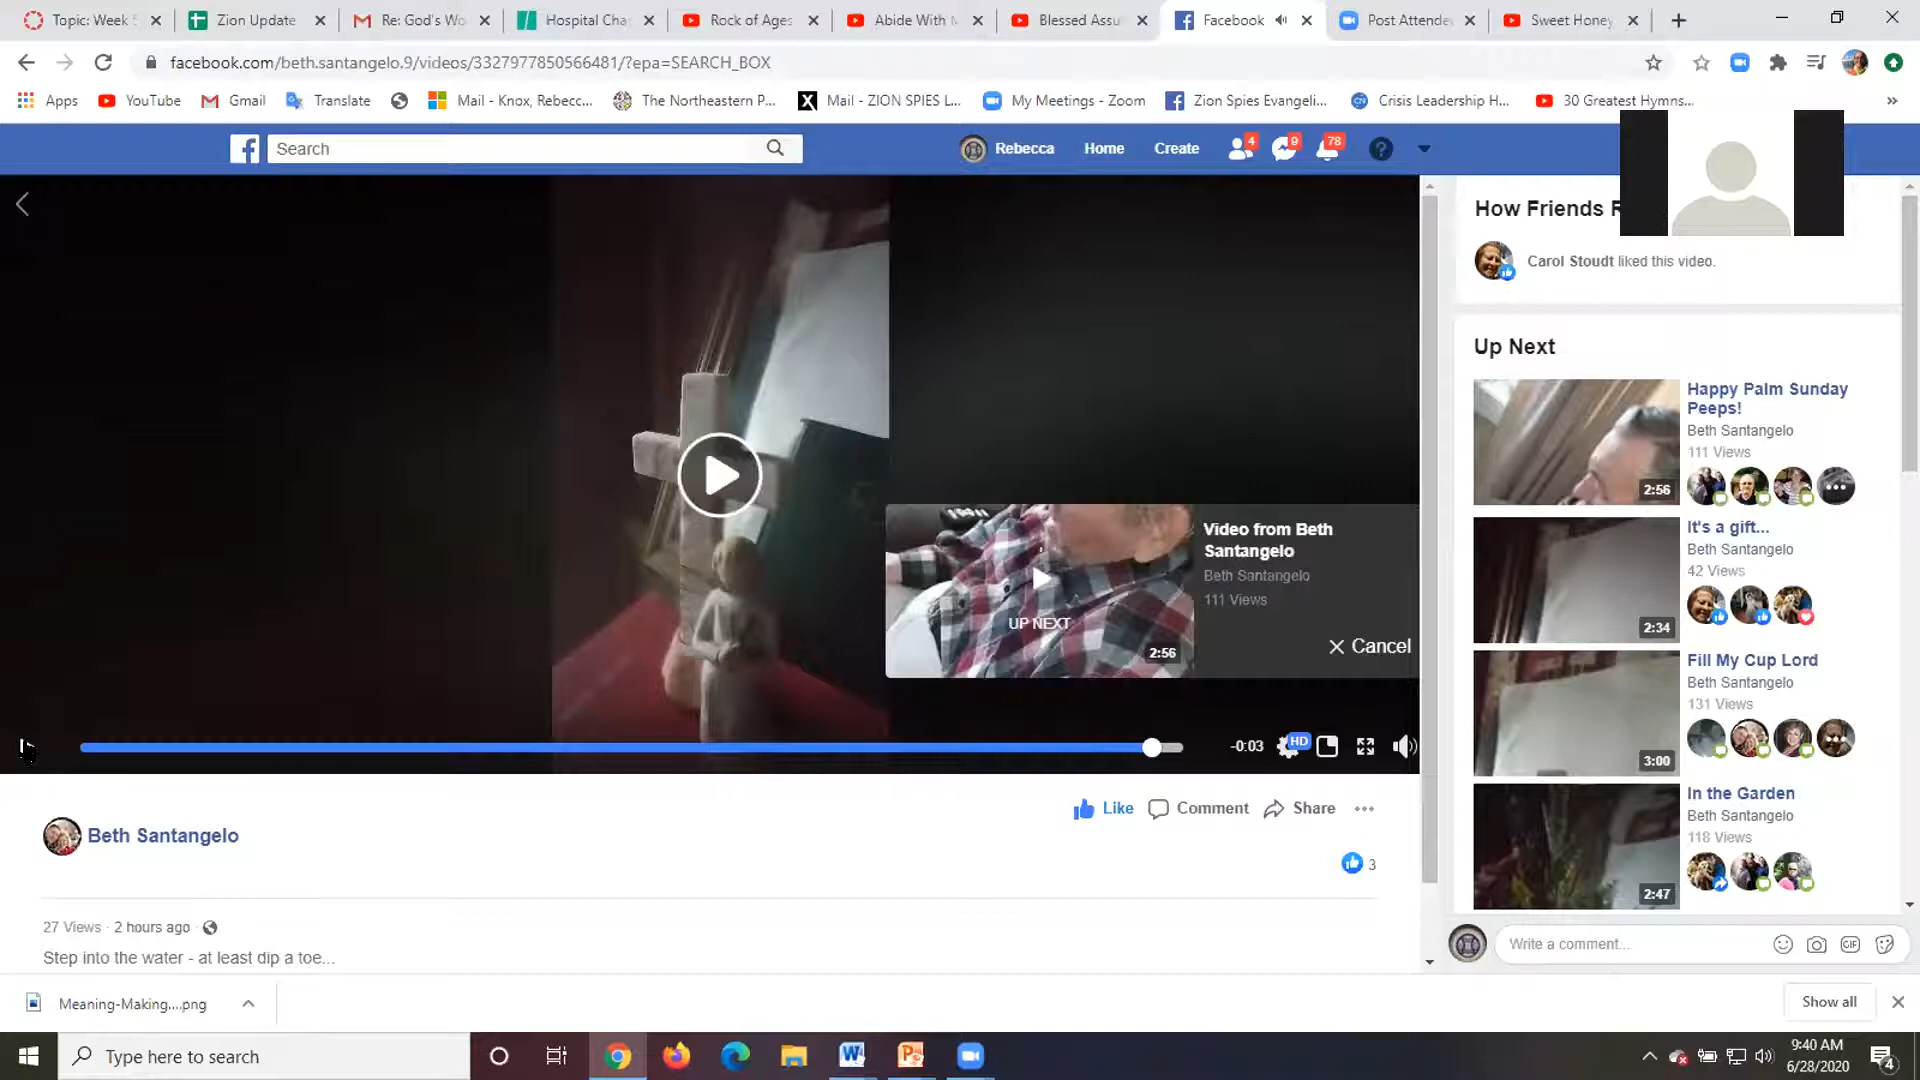 Topic: Week
Zion Update
Re: God's Wo
Hospital Cha
Rock of Ages
Abide With
Blessed Assu
Facebook
Post Attende
Sweet Honey
facebook.com/beth.santangelo.9/videos/3327977850566481/?epa=SEARCH_BOX
Apps
YouTube
Gmail
Translate
Mail - Knox, Rebecc...
The Northeastern P...
Mail - ZION SPIES L...
My Meetings - Zoom
Zion Spies Evangeli...
Crisis Leadership H...
30 Greatest Hymns...
Search
Rebecca
Home
Create
4
9
78
How Friends
Carol Stoudt liked this video.
Up Next
Happy Palm Sunday
Peeps!
Beth Santangelo
111 Views
2:56
It's a gift...
Beth Santangelo
42 Views
2:34
Fill My Cup Lord
Beth Santangelo
131 Views
3:00
In the Garden
Beth Santangelo
118 Views
2:47
Video from Beth
Santangelo
Beth Santangelo
111 Views
UP NEXT
2:56
Cancel
-0:03
HD
Like
Comment
Share
Beth Santangelo
3
27 Views · 2 hours ago ·
Step into the water - at least dip a toe...
Write a comment...
GIF
Meaning-Making....png
Show all
Type here to search
9:40 AM
6/28/2020
4